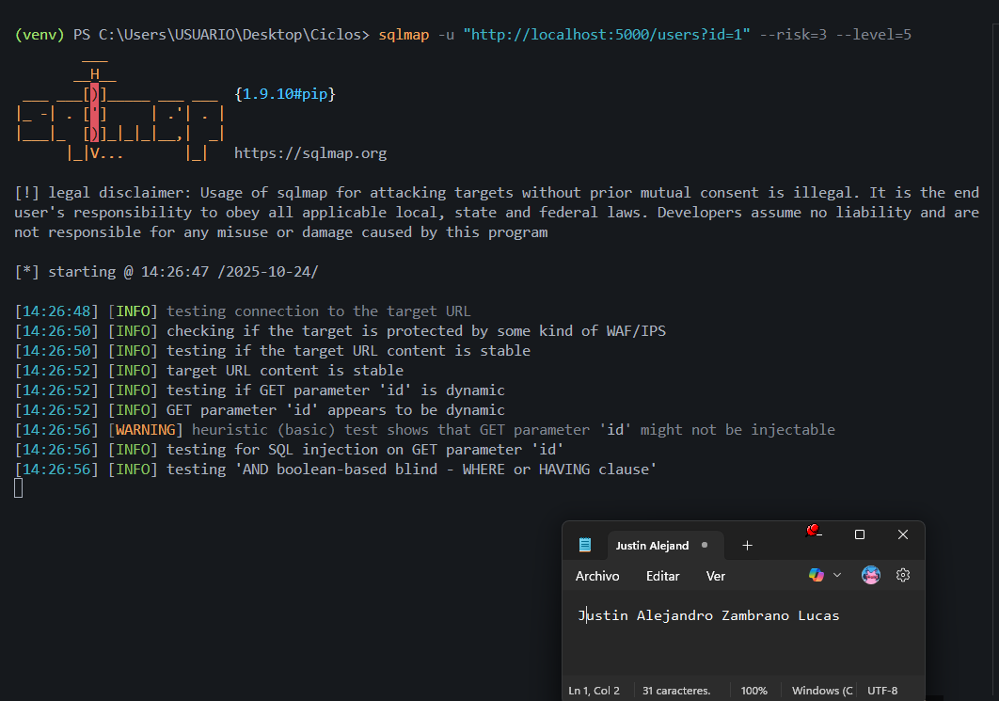 (venv) PS C:\Users\USUARIO\Desktop\Ciclos> sqlmap -u "http://localhost:5000/users?id=1" --risk=3 --level=5
        ___
       __H__
 ___ ___[)]_____ ___ ___  {1.9.10#pip}
|_ -| . [']     | .'| . |
|___|_  [)]_|_|_|__,|  _|
      |_|V...       |_|   https://sqlmap.org
[!] legal disclaimer: Usage of sqlmap for attacking targets without prior mutual consent is illegal. It is the end
user's responsibility to obey all applicable local, state and federal laws. Developers assume no liability and are
not responsible for any misuse or damage caused by this program
[*] starting @ 14:26:47 /2025-10-24/
[14:26:48] [INFO] testing connection to the target URL
[14:26:50] [INFO] checking if the target is protected by some kind of WAF/IPS
[14:26:50] [INFO] testing if the target URL content is stable
[14:26:52] [INFO] target URL content is stable
[14:26:52] [INFO] testing if GET parameter 'id' is dynamic
[14:26:52] [INFO] GET parameter 'id' appears to be dynamic
[14:26:56] [WARNING] heuristic (basic) test shows that GET parameter 'id' might not be injectable
[14:26:56] [INFO] testing for SQL injection on GET parameter 'id'
[14:26:56] [INFO] testing 'AND boolean-based blind - WHERE or HAVING clause'
Justin Alejand
Archivo Editar Ver
Justin Alejandro Zambrano Lucas
Ln 1, Col 2 31 caracteres. 100% Windows (C UTF-8